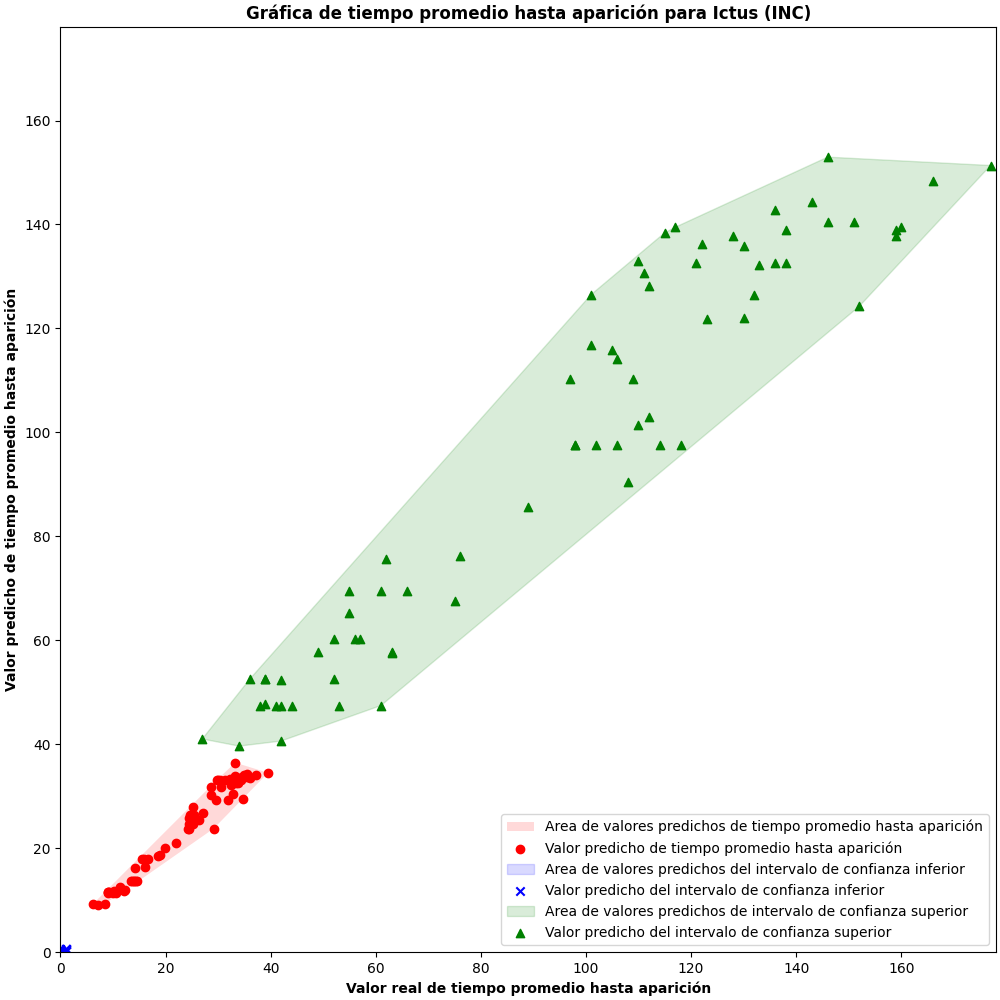 Gráfica de tiempo promedio hasta aparición para Ictus (INC)
Valor predicho de tiempo promedio hasta aparición
160
140
120
100
80
60
40
20
0
0 20 40 60 80 100 120 140 160
Valor real de tiempo promedio hasta aparición
Area de valores predichos de tiempo promedio hasta aparición
Valor predicho de tiempo promedio hasta aparición
Area de valores predichos del intervalo de confianza inferior
Valor predicho del intervalo de confianza inferior
Area de valores predichos de intervalo de confianza superior
Valor predicho del intervalo de confianza superior